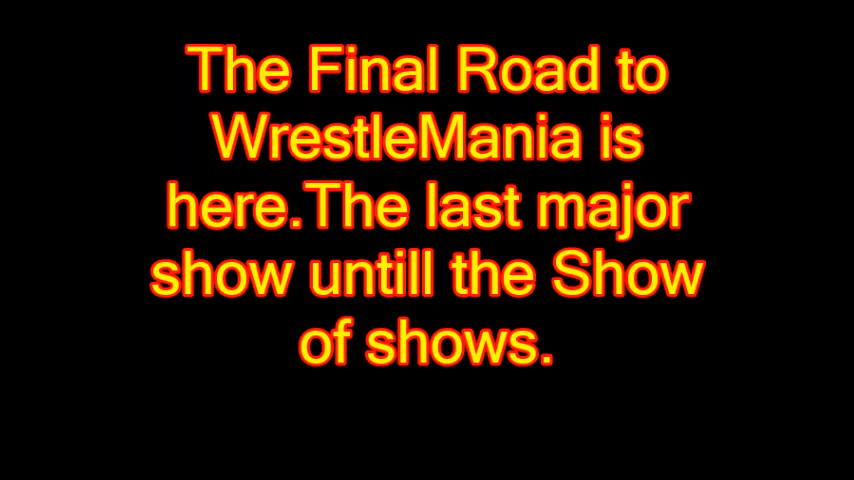 The Final Road to
WrestleMania is
here.The last major
show untill the Show
of shows.